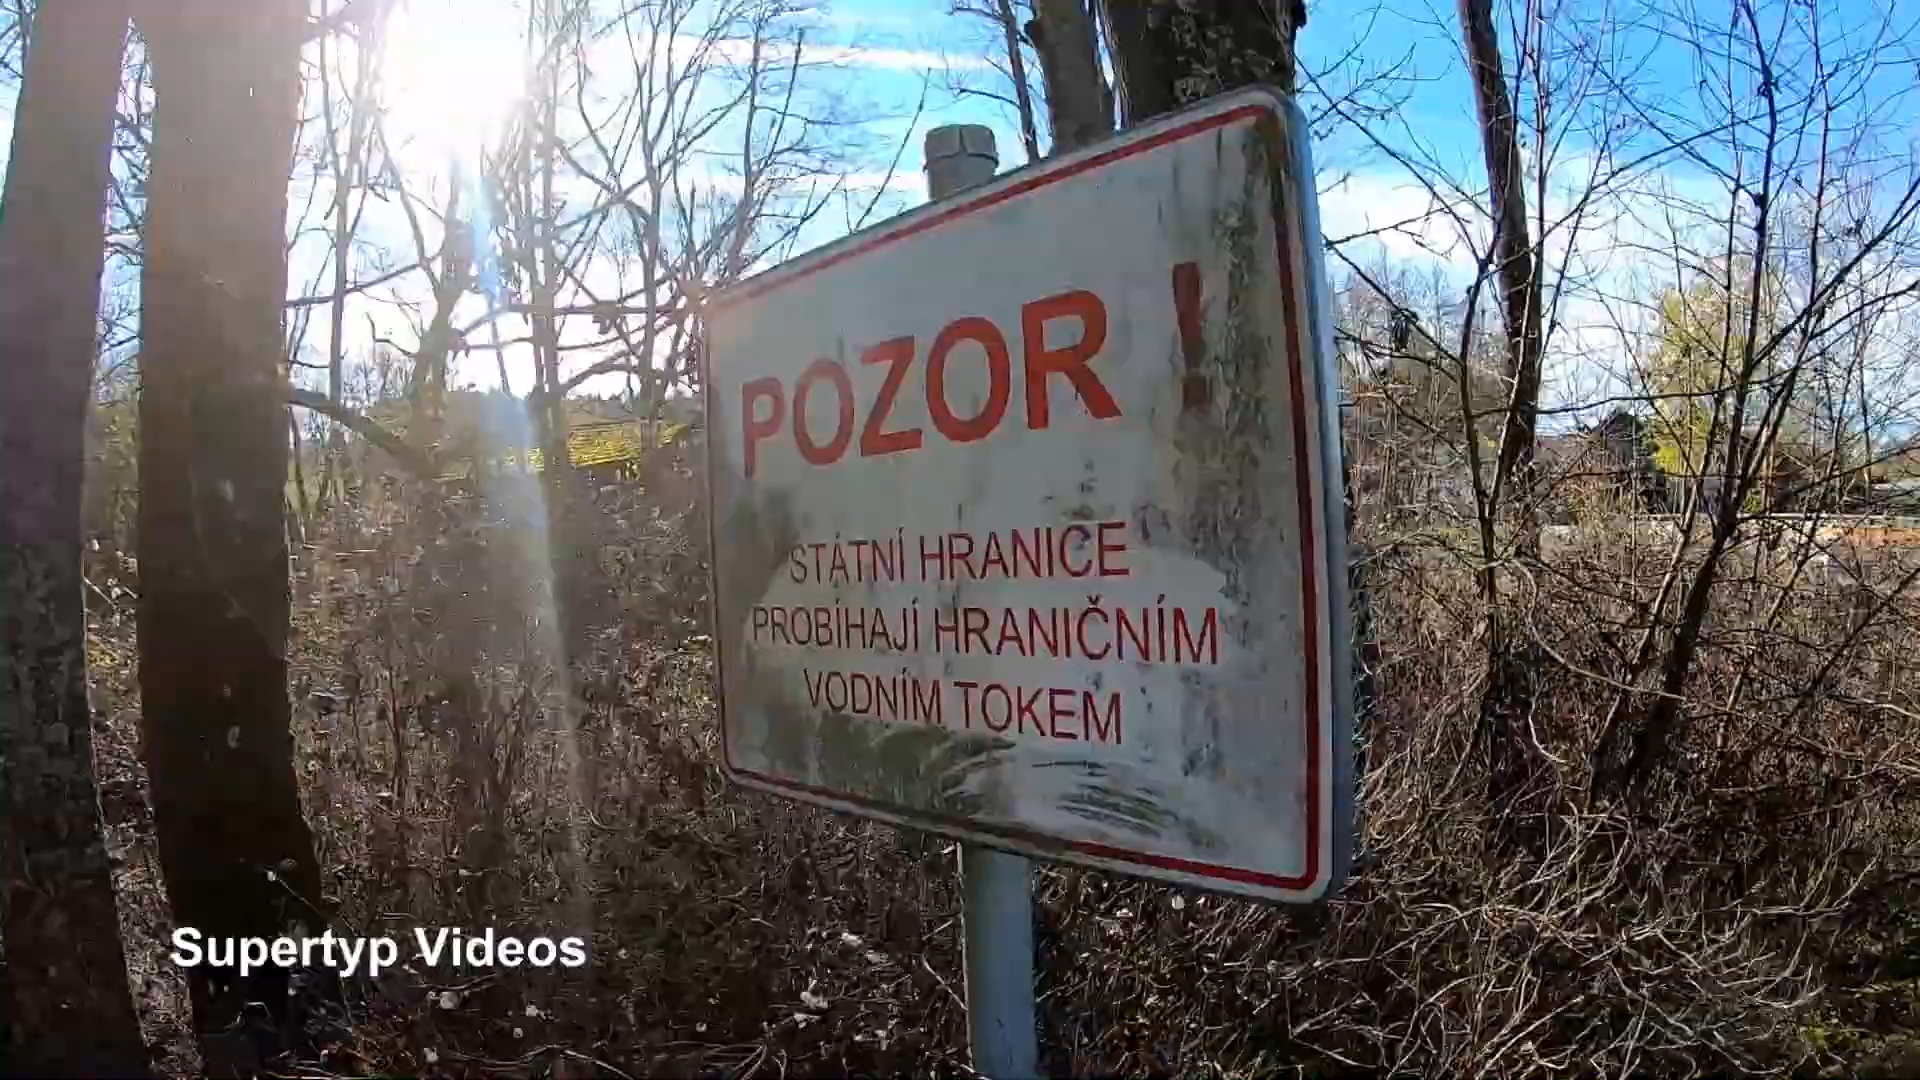 POZOR !
STÁTNÍ HRANICE
PROBÍHAJÍ HRANIČNÍM
VODNÍM TOKEM
Supertyp Videos